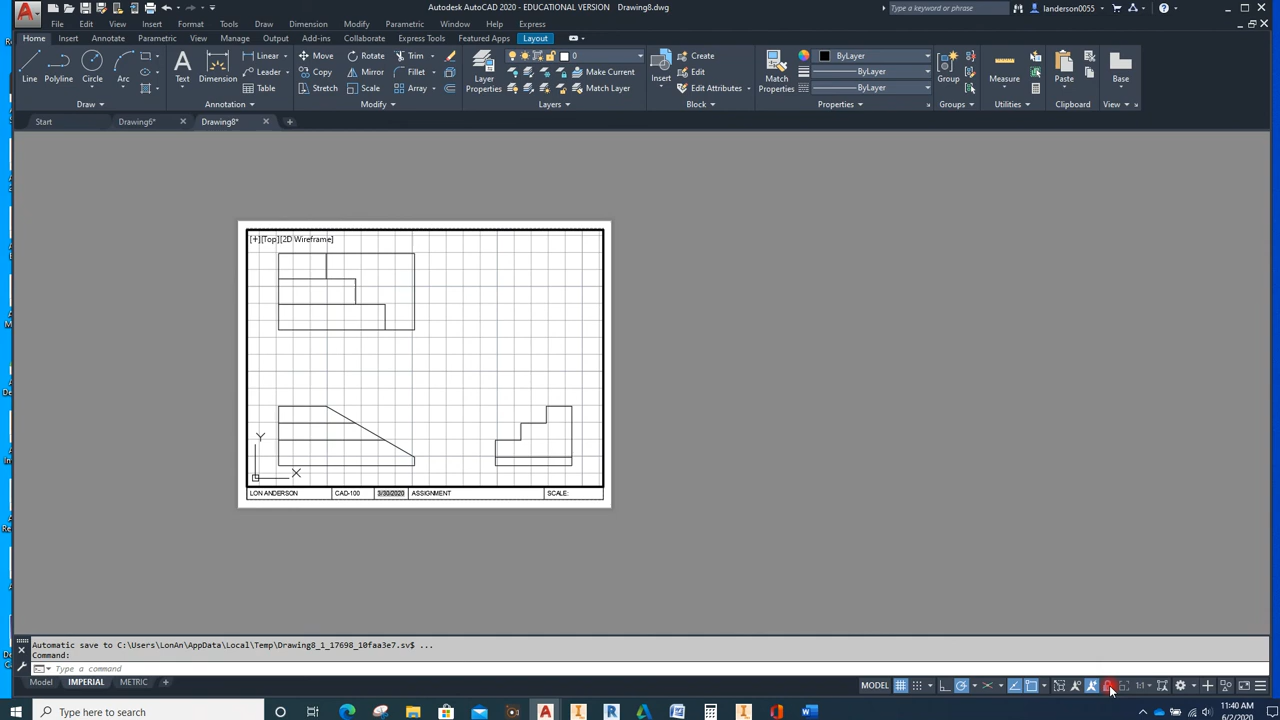 Autodesk AutoCAD 2020 - EDUCATIONAL VERSION Drawing8.dwg
Type a keyword or phrase
landerson0055
File Edit View Insert Format Tools Draw Dimension Modify Parametric Window Help Express
Home Insert Annotate Parametric View Manage Output Add-ins Collaborate Express Tools Featured Apps Layout
Line Polyline Circle Arc
Text Dimension
Linear
Leader
Table
Move Rotate Trim
Copy Mirror Fillet
Stretch Scale Array
Layer Properties
0
Make Current
Match Layer
Insert
Create
Edit
Edit Attributes
Match Properties
ByLayer
ByLayer
ByLayer
Group
Measure
Paste
Base
Draw Annotation Modify Layers Block Properties Groups Utilities Clipboard View
Start Drawing6* Drawing8*
[+][Top][2D Wireframe]
Y
X
LON ANDERSON CAD-100 3/30/2020 ASSIGNMENT SCALE:
Automatic save to C:\Users\LonAn\AppData\Local\Temp\Drawing8_1_17698_10faa3e7.sv$ ...
Command:
Type a command
Model IMPERIAL METRIC +
MODEL
1:1
Type here to search
11:40 AM
6/2/2020